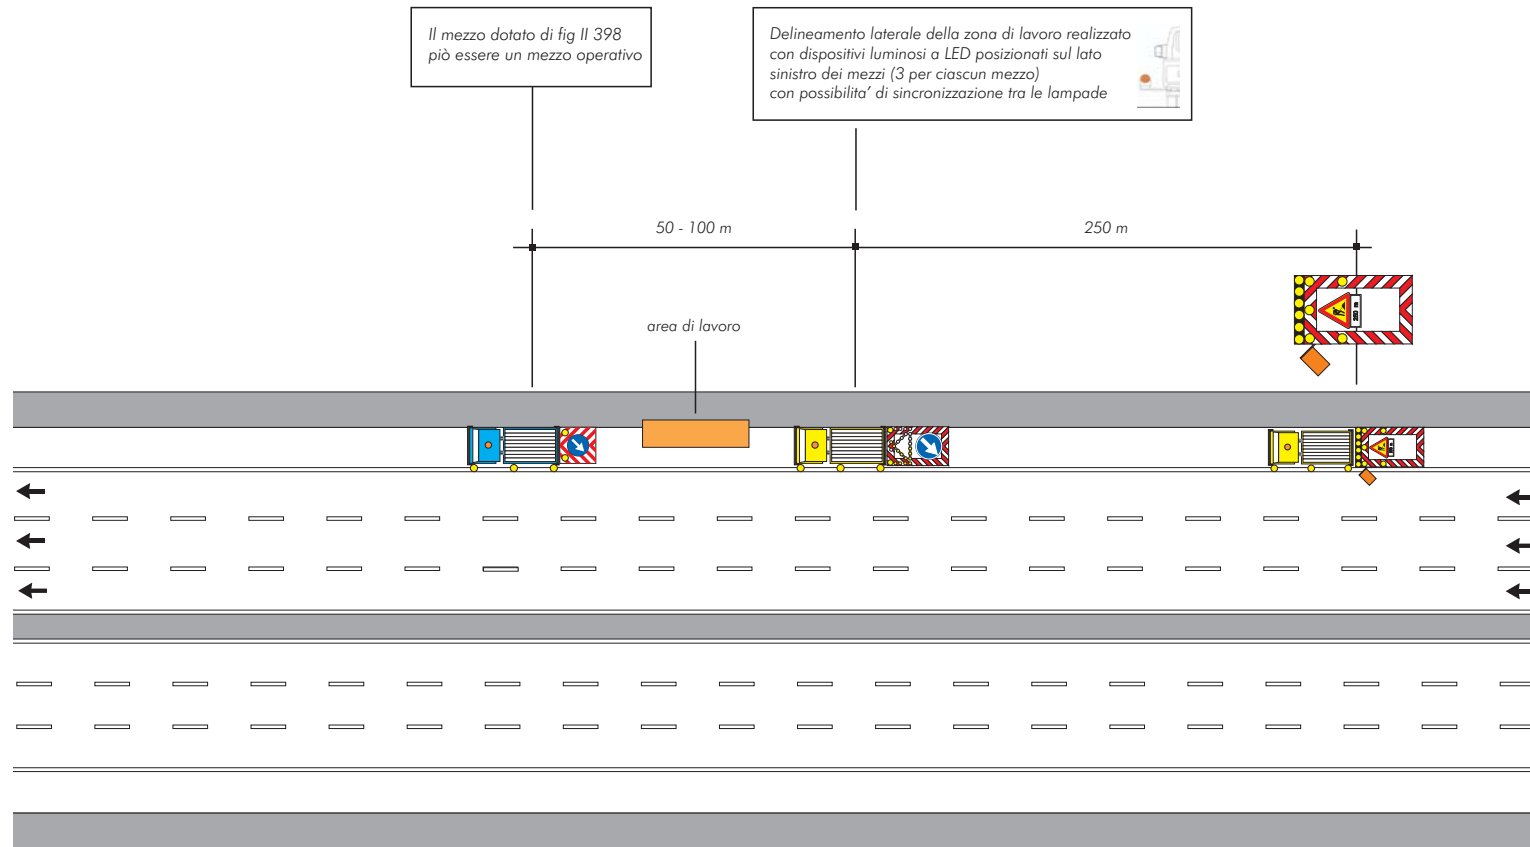 Il mezzo dotato di fig II 398
piò essere un mezzo operativo
Delineamento laterale della zona di lavoro realizzato
con dispositivi luminosi a LED posizionati sul lato
sinistro dei mezzi (3 per ciascun mezzo)
con possibilita' di sincronizzazione tra le lampade
50 - 100 m
250 m
area di lavoro
250 m